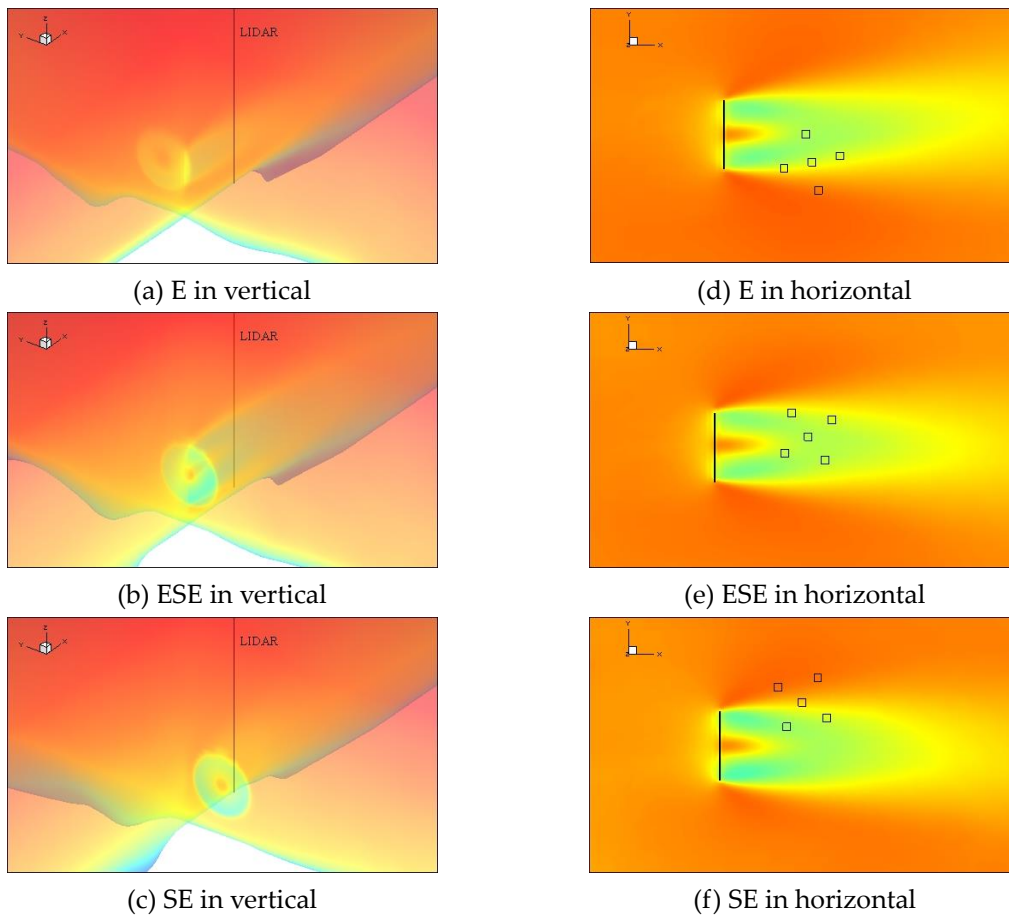 Z
Y
X
LIDAR
Y
Z
X
(a) E in vertical
(d) E in horizontal
Z
Y
X
LIDAR
Y
Z
X
(b) ESE in vertical
(e) ESE in horizontal
Z
Y
X
LIDAR
Y
Z
X
(c) SE in vertical
(f) SE in horizontal